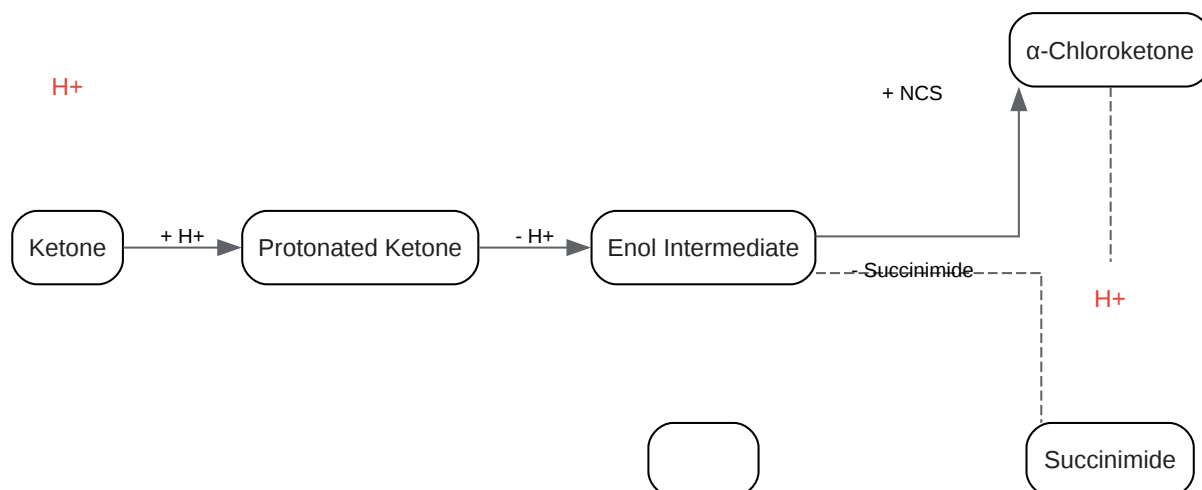 α-Chloroketone
H+
+ NCS
Ketone
+ H+
Protonated Ketone
- H+
Enol Intermediate
- Succinimide
H+
Succinimide